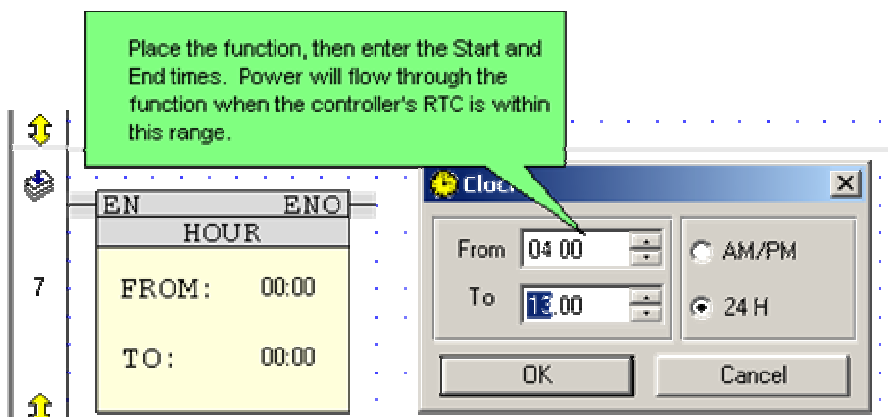 Place the function, then enter the Start and
End times. Power will flow through the
function when the controller's RTC is within
this range.
EN ENO
HOUR
7
FROM: 00:00
TO: 00:00
Cloc
From 04:00
To 13:00
AM/PM
24 H
OK Cancel